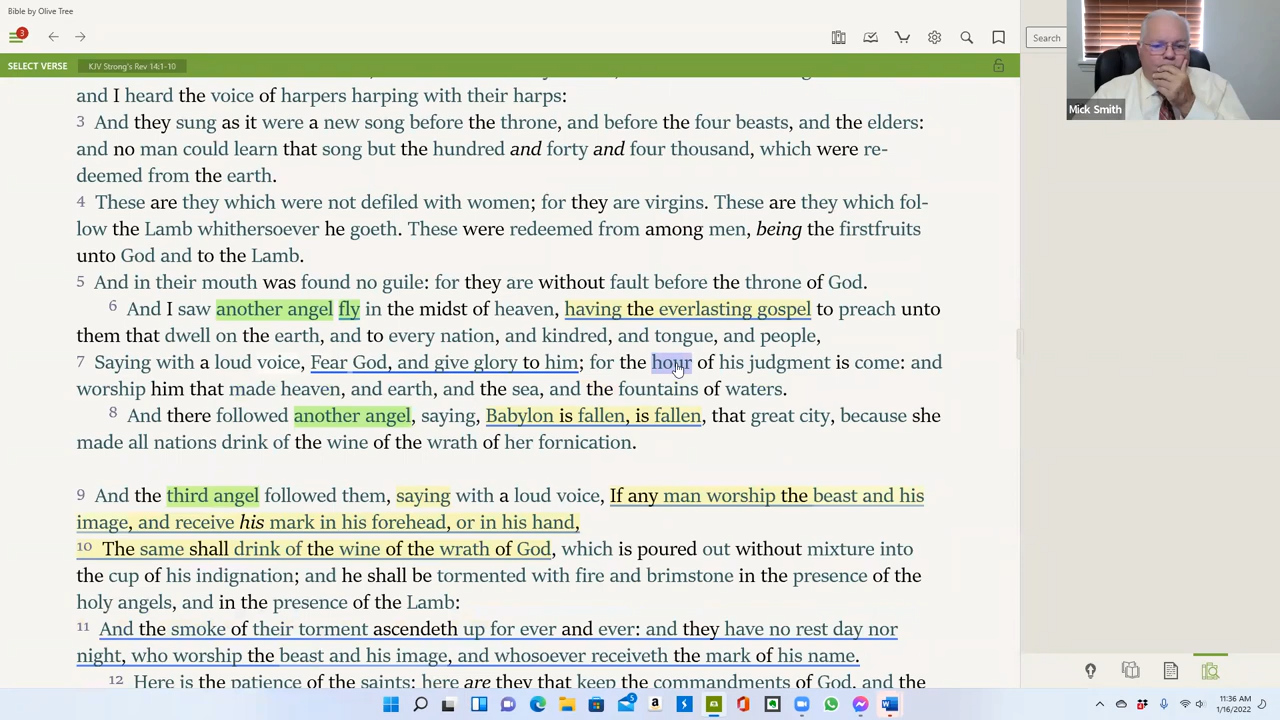 Bible by Olive Tree
3
SELECT VERSE
KJV Strong's Rev 14:1-10
Search
Mick Smith
and I heard the voice of harpers harping with their harps:
3 And they sung as it were a new song before the throne, and before the four beasts, and the elders:
and no man could learn that song but the hundred and forty and four thousand, which were re-
deemed from the earth.
4 These are they which were not defiled with women; for they are virgins. These are they which fol-
low the Lamb whithersoever he goeth. These were redeemed from among men, being the firstfruits
unto God and to the Lamb.
5 And in their mouth was found no guile: for they are without fault before the throne of God.
6 And I saw another angel fly in the midst of heaven, having the everlasting gospel to preach unto
them that dwell on the earth, and to every nation, and kindred, and tongue, and people,
7 Saying with a loud voice, Fear God, and give glory to him; for the hour of his judgment is come: and
worship him that made heaven, and earth, and the sea, and the fountains of waters.
8 And there followed another angel, saying, Babylon is fallen, is fallen, that great city, because she
made all nations drink of the wine of the wrath of her fornication.
9 And the third angel followed them, saying with a loud voice, If any man worship the beast and his
image, and receive his mark in his forehead, or in his hand,
10 The same shall drink of the wine of the wrath of God, which is poured out without mixture into
the cup of his indignation; and he shall be tormented with fire and brimstone in the presence of the
holy angels, and in the presence of the Lamb:
11 And the smoke of their torment ascendeth up for ever and ever: and they have no rest day nor
night, who worship the beast and his image, and whosoever receiveth the mark of his name.
12 Here is the patience of the saints: here are they that keep the commandments of God, and the
11:36 AM
1/16/2022